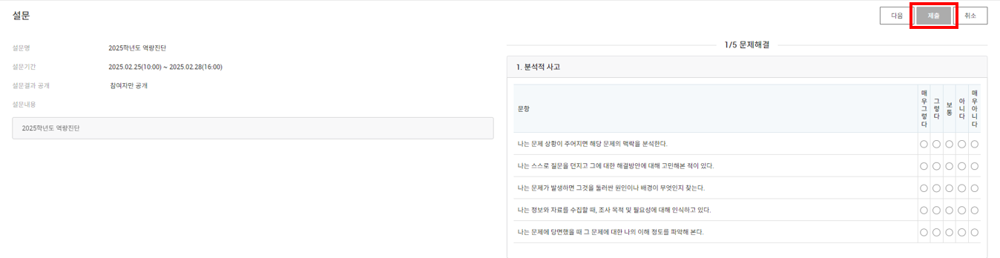 설문
다음
제출
취소
설문명
2025학년도 역량진단
설문기간
2025.02.25(10:00) ~ 2025.02.28(16:00)
설문결과 공개
참여자만 공개
설문내용
2025학년도 역량진단
1/5 문제해결
1. 분석적 사고
문항
매우그렇다
그렇다
보통
아니다
매우아니다
나는 문제 상황이 주어지면 해당 문제의 맥락을 분석한다.
나는 스스로 질문을 던지고 그에 대한 해결방안에 대해 고민해본 적이 있다.
나는 문제가 발생하면 그것을 둘러싼 원인이나 배경이 무엇인지 찾는다.
나는 정보와 자료를 수집할 때, 조사 목적 및 필요성에 대해 인식하고 있다.
나는 문제에 당면했을 때 그 문제에 대한 나의 이해 정도를 파악해 본다.